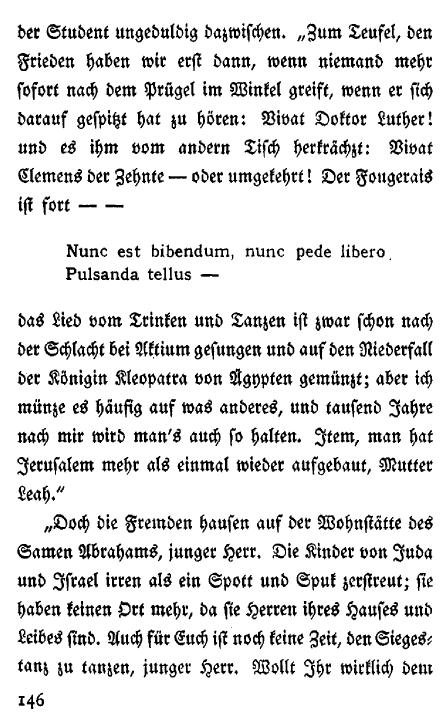 der Student ungeduldig dazwischen. „Zum Teufel, den
Frieden haben wir erst dann, wenn niemand mehr
sofort nach dem Prügel im Winkel greift, wenn er sich
darauf gespitzt hat zu hören: Vivat Doktor Luther!
und es ihm vom andern Tisch herkrächzt: Vivat
Clemens der Zehnte — oder umgekehrt! Der Fougerais
ist fort — —
Nunc est bibendum, nunc pede libero
Pulsanda tellus —
das Lied vom Trinken und Tanzen ist zwar schon nach
der Schlacht bei Aktium gesungen und auf den Niederfall
der Königin Kleopatra von Ägypten gemünzt; aber ich
münze es häufig auf was anderes, und tausend Jahre
nach mir wird man's auch so halten. Item, man hat
Jerusalem mehr als einmal wieder aufgebaut, Mutter
Leah.“
„Doch die Fremden hausen auf der Wohnstätte des
Samen Abrahams, junger Herr. Die Kinder von Juda
und Israel irren als ein Spott und Spuk zerstreut; sie
haben keinen Ort mehr, da sie Herren ihres Hauses und
Leibes sind. Auch für Euch ist noch keine Zeit, den Sieges-
tanz zu tanzen, junger Herr. Wollt Ihr wirklich dem
146